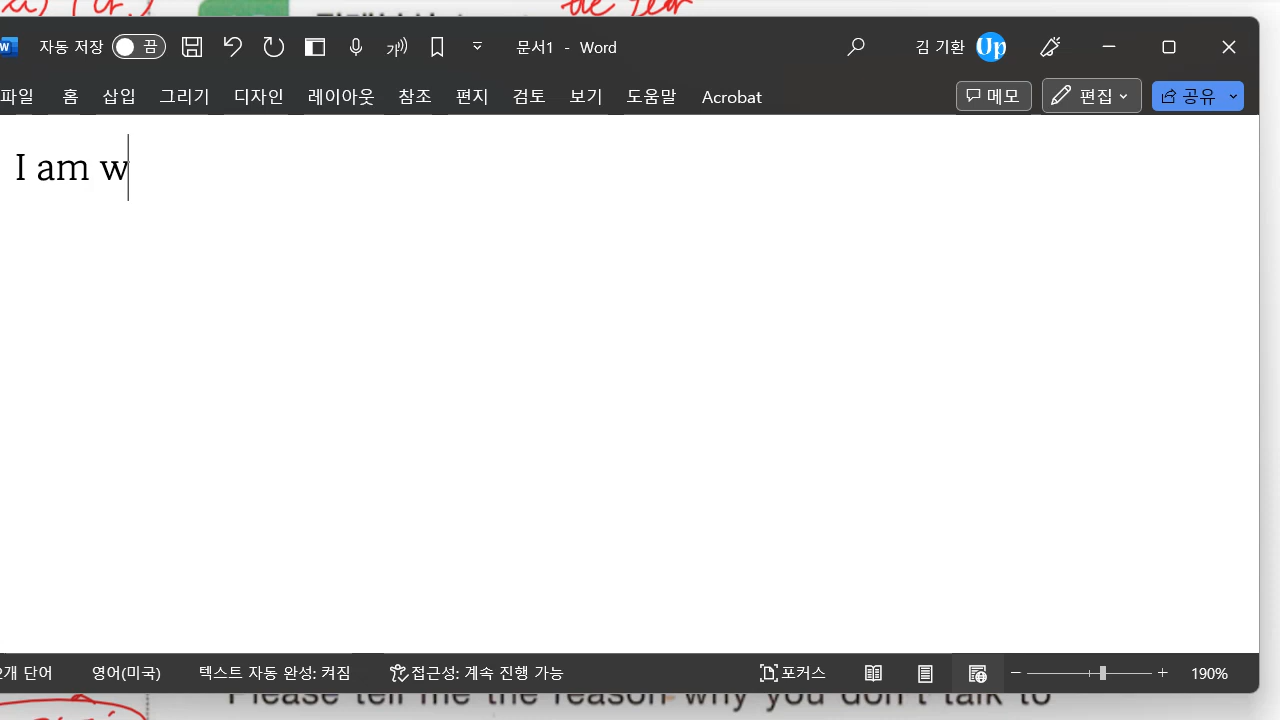 the year
자동 저장 끔 문서1 - Word 김 기환 Up
파일 홈 삽입 그리기 디자인 레이아웃 참조 편지 검토 보기 도움말 Acrobat 메모 편집 공유
I am w
2개 단어 영어(미국) 텍스트 자동 완성: 켜짐 접근성: 계속 진행 가능 포커스 190%
Please tell me the reason why you don't talk to